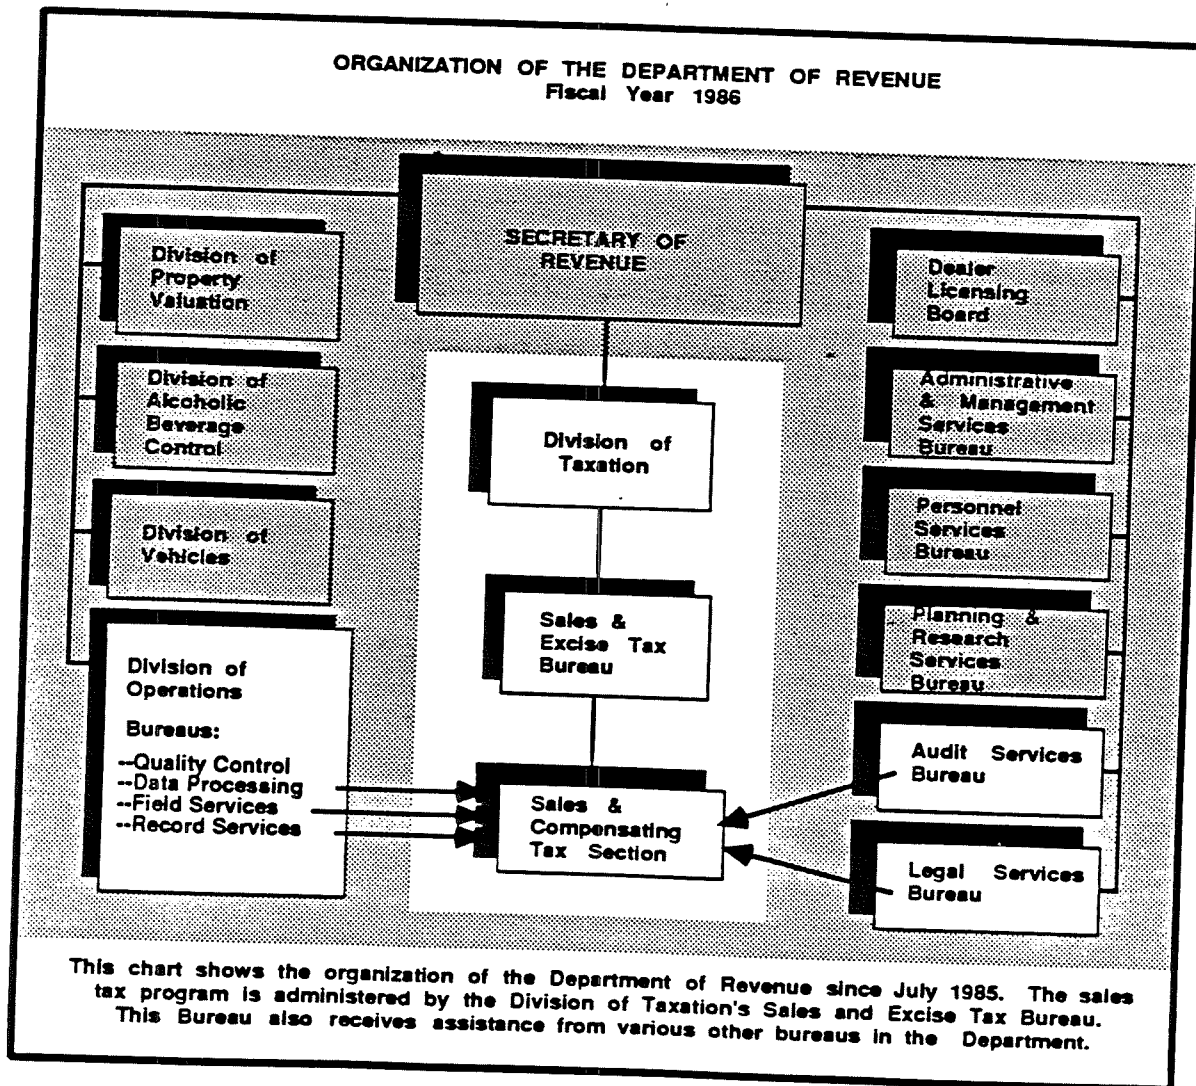 ORGANIZATION OF THE DEPARTMENT OF REVENUE
Fiscal Year 1986
SECRETARY OF
REVENUE
Division of
Property
Valuation
Division of
Alcoholic
Beverage
Control
Division of
Vehicles
Division of
Operations
Bureaus:
--Quality Control
--Data Processing
--Field Services
--Record Services
Division of
Taxation
Sales &
Excise Tax
Bureau
Sales &
Compensating
Tax Section
Dealer
Licensing
Board
Administrative
& Management
Services
Bureau
Personnel
Services
Bureau
Planning &
Research
Services
Bureau
Audit Services
Bureau
Legal Services
Bureau
This chart shows the organization of the Department of Revenue since July 1985. The sales
tax program is administered by the Division of Taxation's Sales and Excise Tax Bureau.
This Bureau also receives assistance from various other bureaus in the Department.